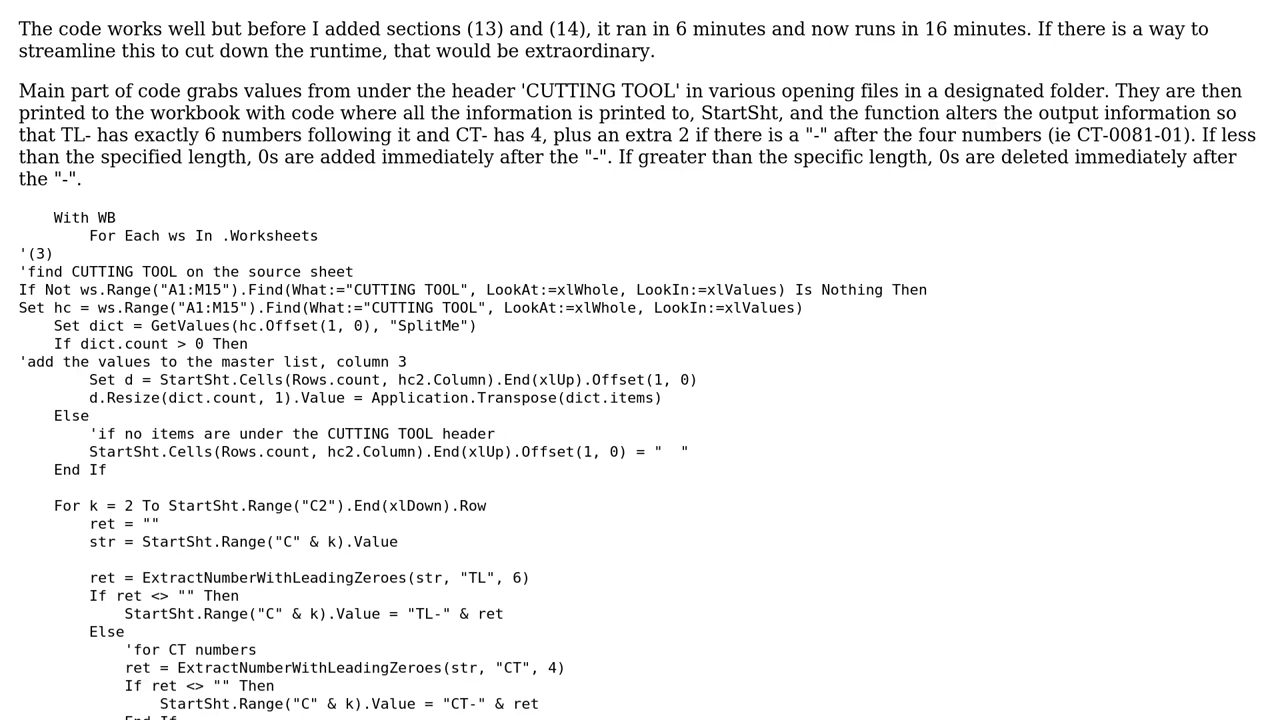 The code works well but before I added sections (13) and (14), it ran in 6 minutes and now runs in 16 minutes. If there is a way to
streamline this to cut down the runtime, that would be extraordinary.
Main part of code grabs values from under the header 'CUTTING TOOL' in various opening files in a designated folder. They are then
printed to the workbook with code where all the information is printed to, StartSht, and the function alters the output information so
that TL- has exactly 6 numbers following it and CT- has 4, plus an extra 2 if there is a "-" after the four numbers (ie CT-0081-01). If less
than the specified length, 0s are added immediately after the "-". If greater than the specific length, 0s are deleted immediately after
the "-".
    With WB
        For Each ws In .Worksheets
'(3)
'find CUTTING TOOL on the source sheet
If Not ws.Range("A1:M15").Find(What:="CUTTING TOOL", LookAt:=xlWhole, LookIn:=xlValues) Is Nothing Then
Set hc = ws.Range("A1:M15").Find(What:="CUTTING TOOL", LookAt:=xlWhole, LookIn:=xlValues)
    Set dict = GetValues(hc.Offset(1, 0), "SplitMe")
    If dict.count > 0 Then
'add the values to the master list, column 3
        Set d = StartSht.Cells(Rows.count, hc2.Column).End(xlUp).Offset(1, 0)
        d.Resize(dict.count, 1).Value = Application.Transpose(dict.items)
    Else
        'if no items are under the CUTTING TOOL header
        StartSht.Cells(Rows.count, hc2.Column).End(xlUp).Offset(1, 0) = "  "
    End If
    For k = 2 To StartSht.Range("C2").End(xlDown).Row
        ret = ""
        str = StartSht.Range("C" & k).Value
        ret = ExtractNumberWithLeadingZeroes(str, "TL", 6)
        If ret <> "" Then
            StartSht.Range("C" & k).Value = "TL-" & ret
        Else
            'for CT numbers
            ret = ExtractNumberWithLeadingZeroes(str, "CT", 4)
            If ret <> "" Then
                StartSht.Range("C" & k).Value = "CT-" & ret
            End If